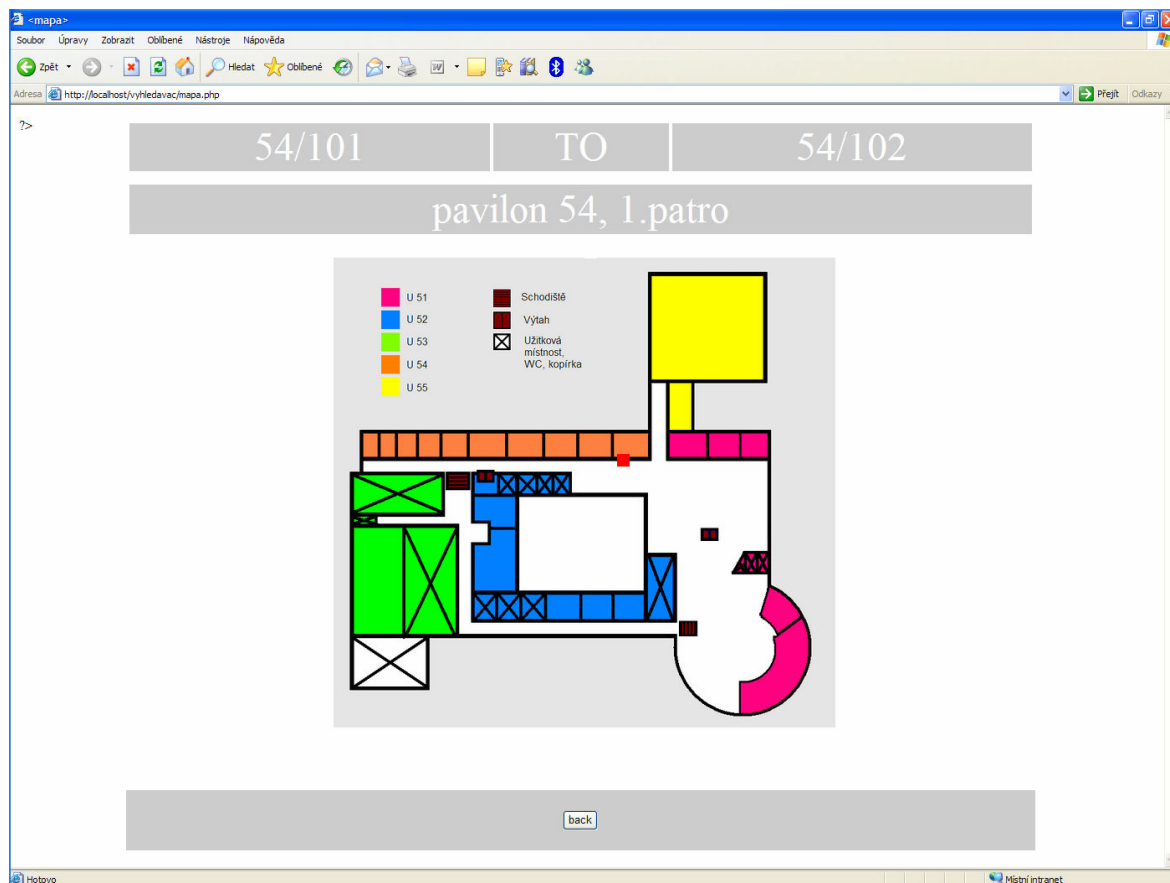 <mapa>
Soubor Úpravy Zobrazit Oblíbené Nástroje Nápověda
Zpět Hledat Oblíbené
Adresa http://localhost/vyhledavac/mapa.php Přejít Odkazy
?>
54/101 TO 54/102
pavilon 54, 1.patro
U 51
U 52
U 53
U 54
U 55
Schodiště
Výtah
Užitková
místnost,
WC, kopírka
back
Hotovo Místní intranet